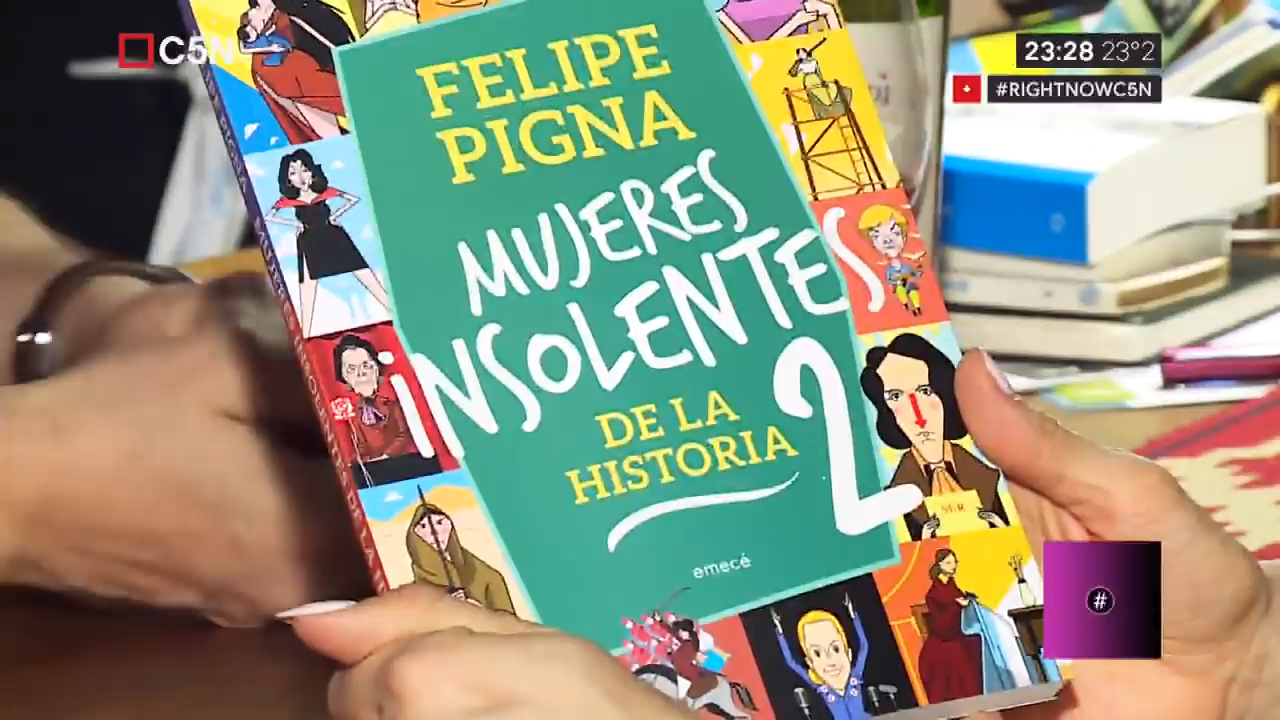 C5N
23:28 23°2
#RIGHTNOWC5N
FELIPE
PIGNA
MUJERES
INSOLENTES
DE LA
HISTORIA
2
emecé
SUR
#